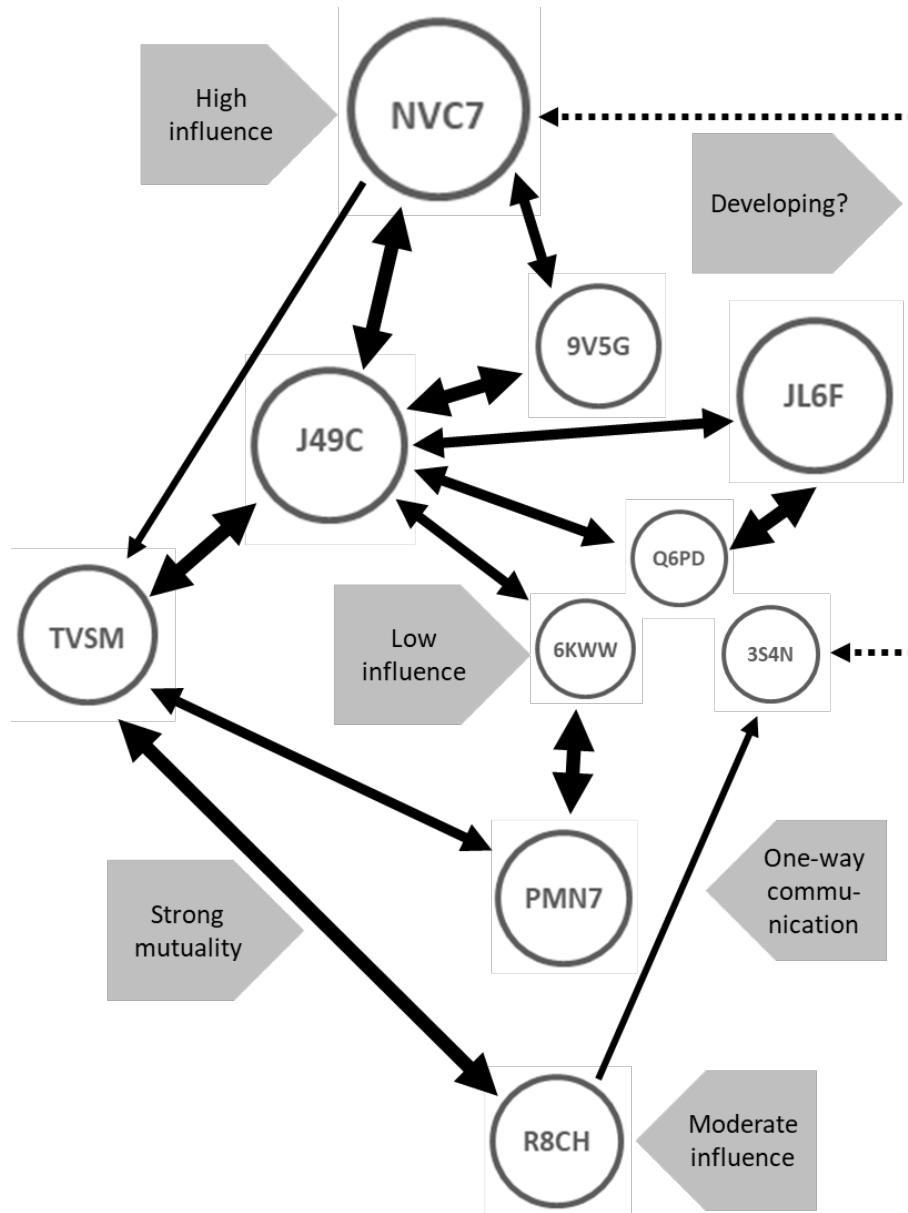 High
influence
NVC7
Developing?
9V5G
JL6F
J49C
Q6PD
TVSM
Low
influence
6KWW
3S4N
One-way
commu-
nication
PMN7
Strong
mutuality
R8CH
Moderate
influence